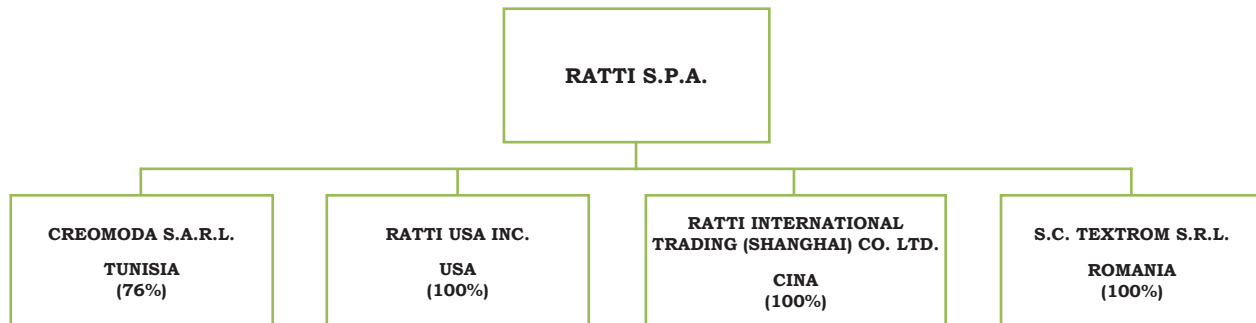 RATTI S.P.A.
CREOMODA S.A.R.L.
TUNISIA
(76%)
RATTI USA INC.
USA
(100%)
RATTI INTERNATIONAL
TRADING (SHANGHAI) CO. LTD.
CINA
(100%)
S.C. TEXTROM S.R.L.
ROMANIA
(100%)